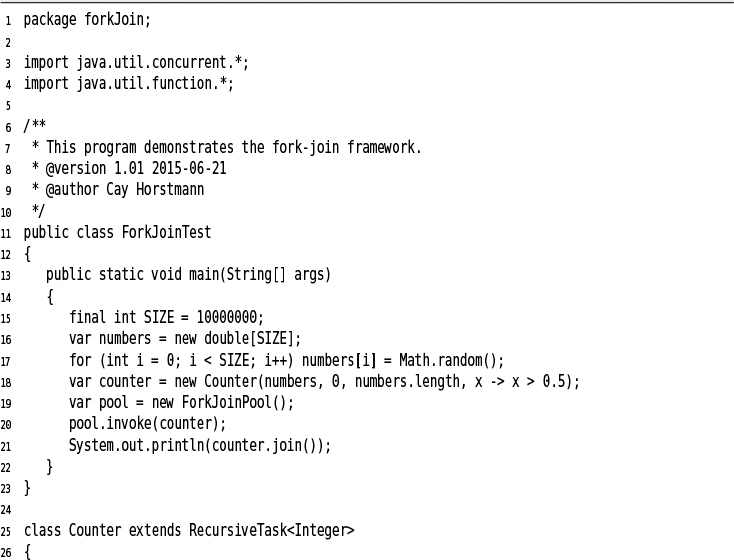 1 package forkJoin;
2
3 import java.util.concurrent.*;
4 import java.util.function.*;
5
6 /**
7  * This program demonstrates the fork-join framework.
8  * @version 1.01 2015-06-21
9  * @author Cay Horstmann
10  */
11 public class ForkJoinTest
12 {
13    public static void main(String[] args)
14    {
15       final int SIZE = 10000000;
16       var numbers = new double[SIZE];
17       for (int i = 0; i < SIZE; i++) numbers[i] = Math.random();
18       var counter = new Counter(numbers, 0, numbers.length, x -> x > 0.5);
19       var pool = new ForkJoinPool();
20       pool.invoke(counter);
21       System.out.println(counter.join());
22    }
23 }
24
25 class Counter extends RecursiveTask<Integer>
26 {